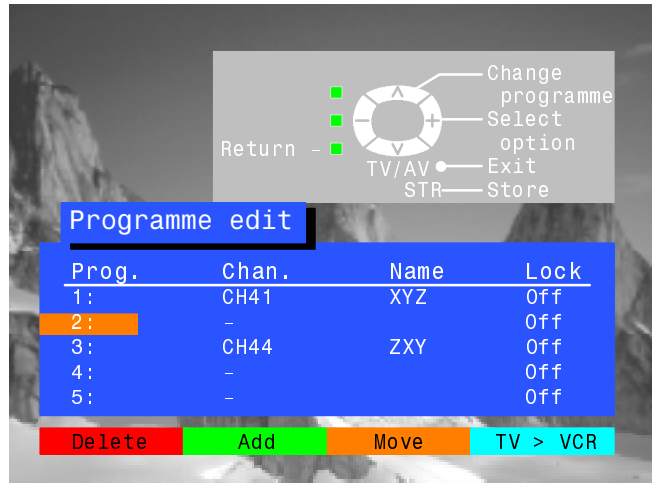 Change
programme
Select
Return –
option
TV/AV
Exit
STR
Store
Programme edit
Prog. Chan. Name Lock
1: CH41 XYZ Off
2: – Off
3: CH44 ZXY Off
4: – Off
5: – Off
Delete Add Move TV > VCR